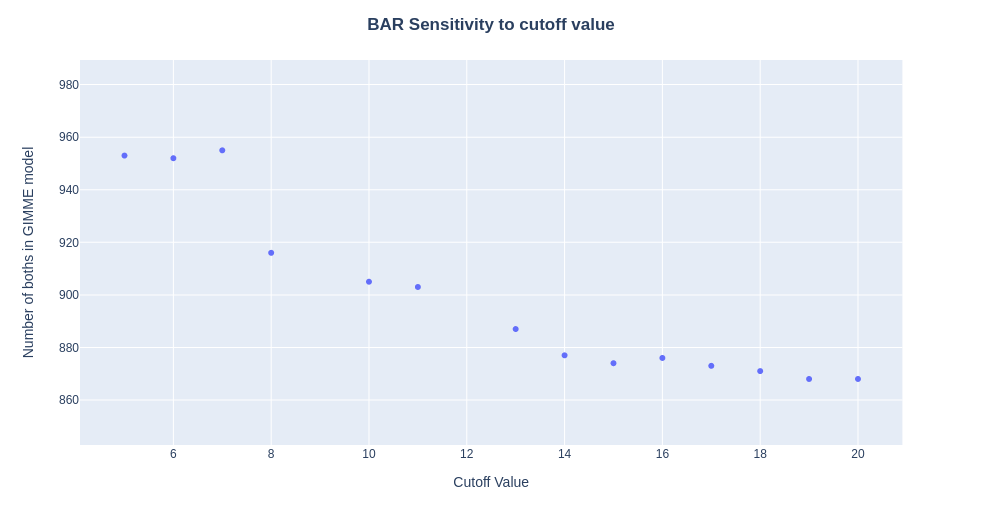 BAR Sensitivity to cutoff value
Number of boths in GIMME model
980
960
940
920
900
880
860
6 8 10 12 14 16 18 20
Cutoff Value